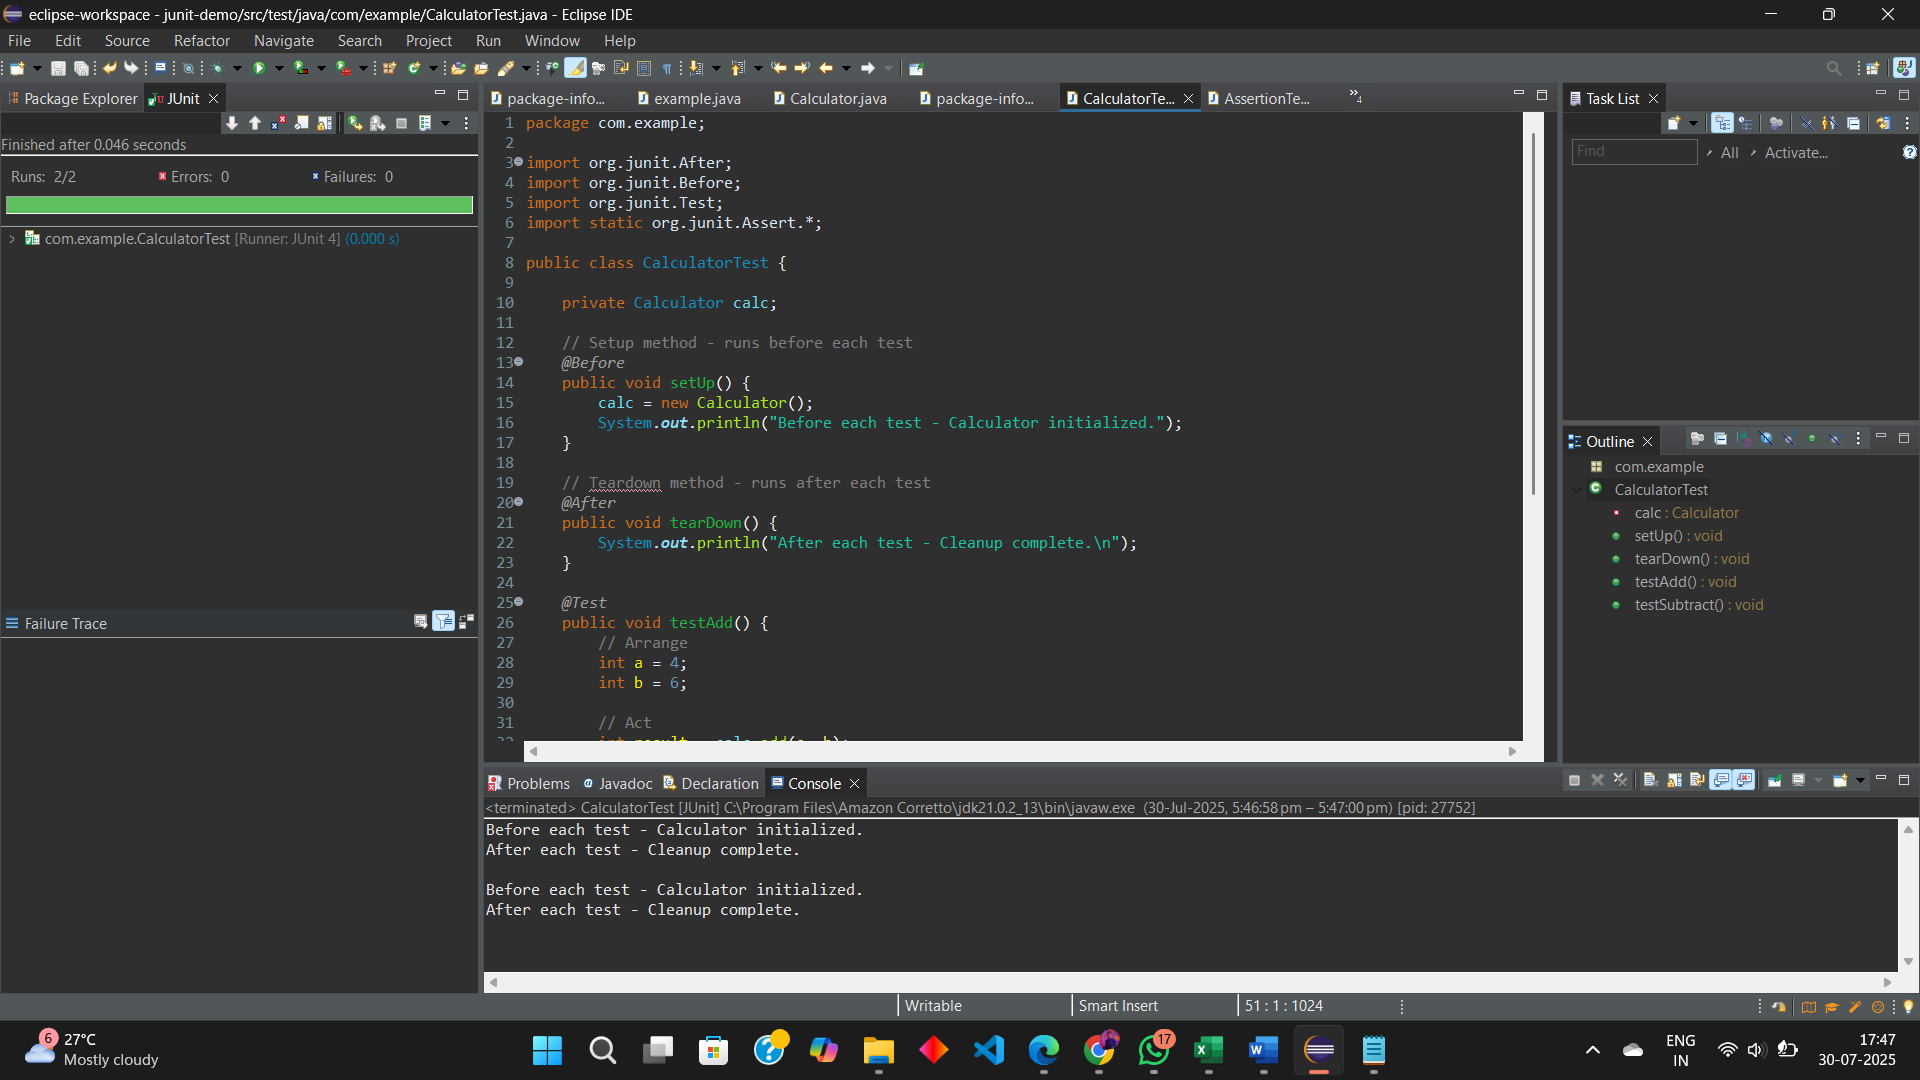 eclipse-workspace - junit-demo/src/test/java/com/example/CalculatorTest.java - Eclipse IDE
File Edit Source Refactor Navigate Search Project Run Window Help
Package Explorer JUnit
Finished after 0.046 seconds
Runs: 2/2 Errors: 0 Failures: 0
com.example.CalculatorTest [Runner: JUnit 4] (0.000 s)
Failure Trace
package-info... example.java Calculator.java package-info... CalculatorTe... AssertionTe... »4
1 package com.example;
2
3 import org.junit.After;
4 import org.junit.Before;
5 import org.junit.Test;
6 import static org.junit.Assert.*;
7
8 public class CalculatorTest {
9
10 private Calculator calc;
11
12 // Setup method - runs before each test
13 @Before
14 public void setUp() {
15 calc = new Calculator();
16 System.out.println("Before each test - Calculator initialized.");
17 }
18
19 // Teardown method - runs after each test
20 @After
21 public void tearDown() {
22 System.out.println("After each test - Cleanup complete.\n");
23 }
24
25 @Test
26 public void testAdd() {
27 // Arrange
28 int a = 4;
29 int b = 6;
30
31 // Act
Task List
Find All Activate...
Outline
com.example
CalculatorTest
calc : Calculator
setUp() : void
tearDown() : void
testAdd() : void
testSubtract() : void
Problems Javadoc Declaration Console
<terminated> CalculatorTest [JUnit] C:\Program Files\Amazon Corretto\jdk21.0.2_13\bin\javaw.exe (30-Jul-2025, 5:46:58 pm – 5:47:00 pm) [pid: 27752]
Before each test - Calculator initialized.
After each test - Cleanup complete.
Before each test - Calculator initialized.
After each test - Cleanup complete.
Writable Smart Insert 51 : 1 : 1024
6 27°C
Mostly cloudy
17
ENG
IN
17:47
30-07-2025